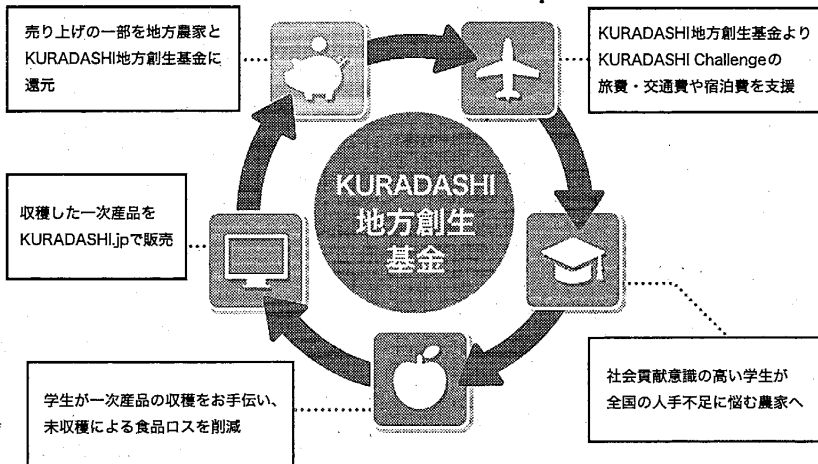 売り上げの一部を地方農家と
KURADASHI地方創生基金に
還元
KURADASHI地方創生基金より
KURADASHI Challengeの
旅費・交通費や宿泊費を支援
KURADASHI
地方創生
基金
収穫した一次産品を
KURADASHI.jpで販売
社会貢献意識の高い学生が
全国の人手不足に悩む農家へ
学生が一次産品の収穫をお手伝い、
未収穫による食品ロスを削減